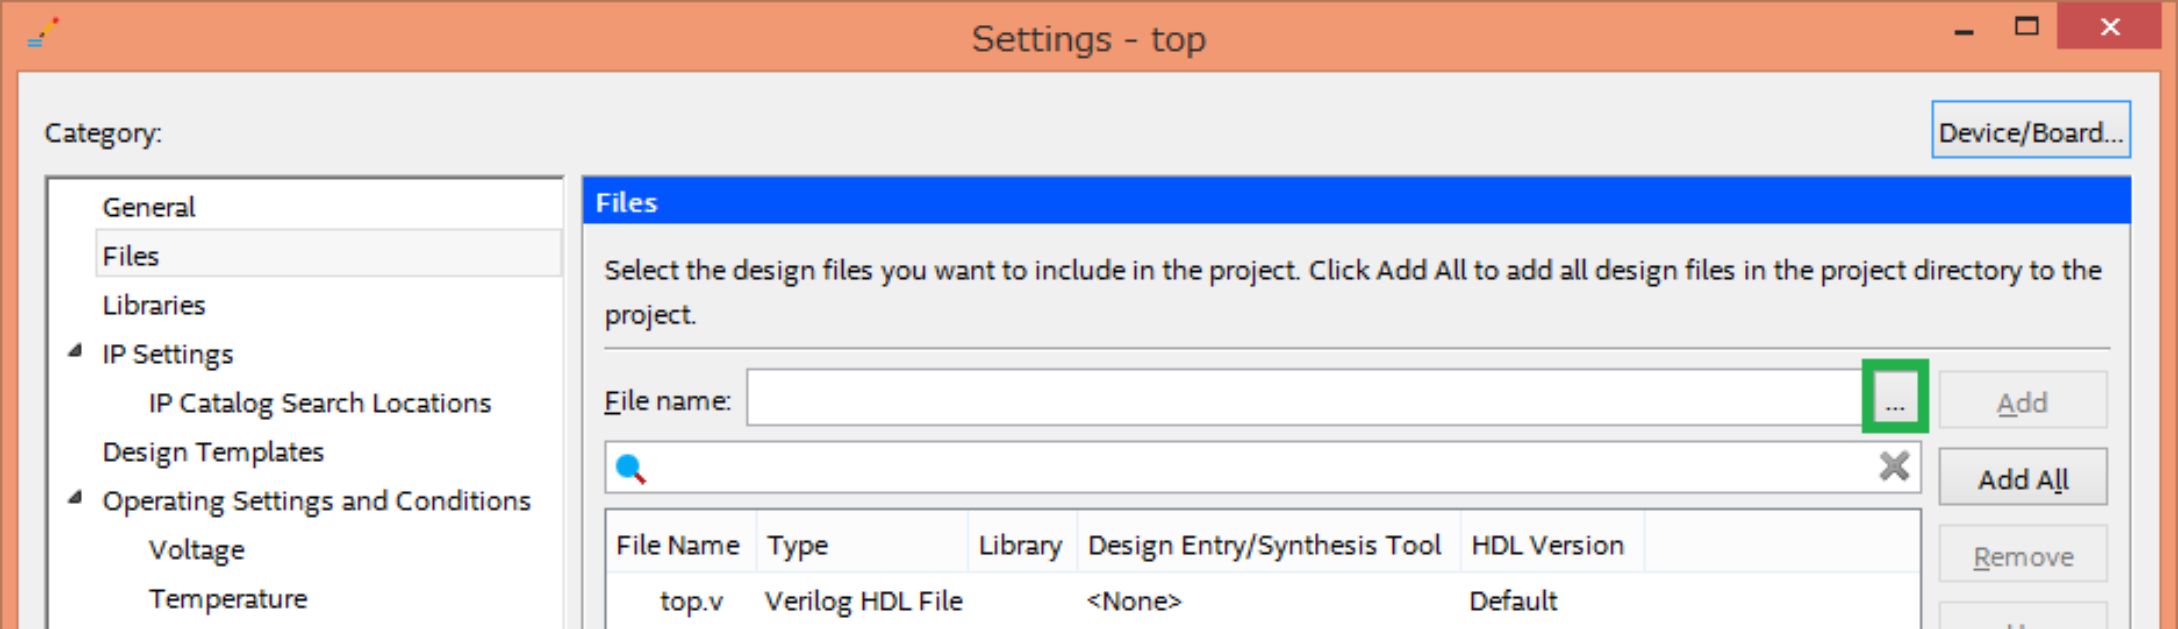 Settings - top
Category:
Device/Board...
General
Files
Libraries
IP Settings
IP Catalog Search Locations
Design Templates
Operating Settings and Conditions
Voltage
Temperature
Files
Select the design files you want to include in the project. Click Add All to add all design files in the project directory to the
project.
File name:
...
Add
Add All
Remove
File Name Type Library Design Entry/Synthesis Tool HDL Version
top.v Verilog HDL File <None> Default